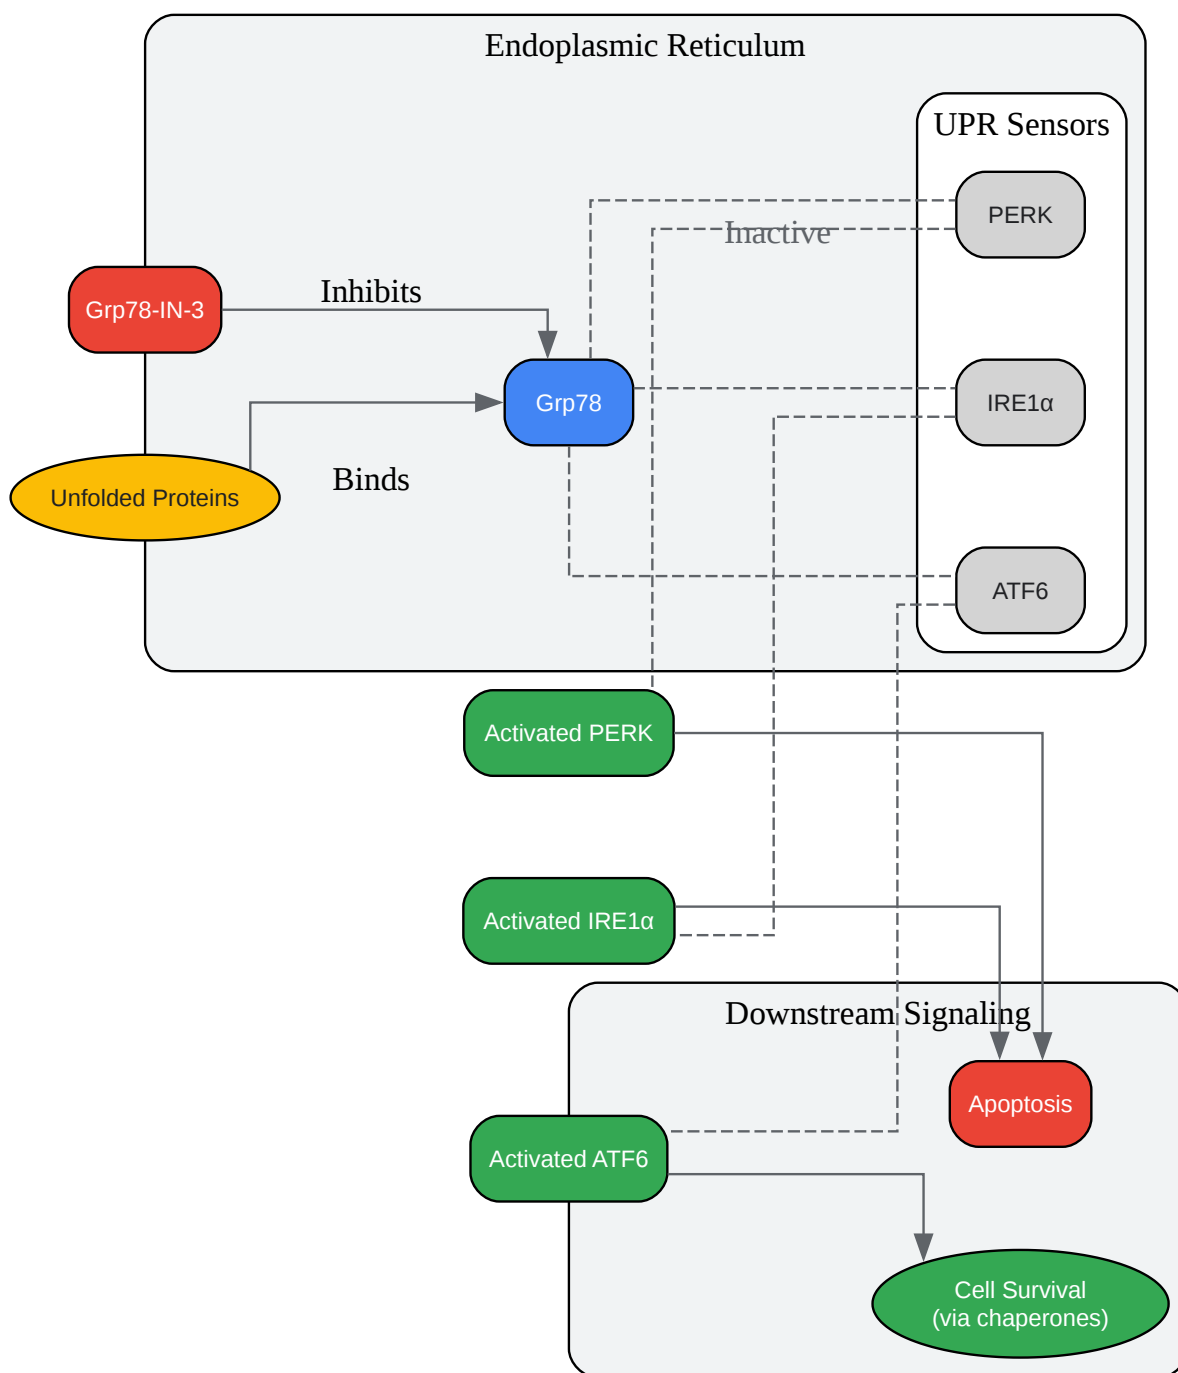 Endoplasmic Reticulum
UPR Sensors
PERK
Inactive
Grp78-IN-3
Inhibits
Grp78
IRE1α
Binds
Unfolded Proteins
ATF6
Activated PERK
Activated IRE1α
Downstream Signaling
Apoptosis
Activated ATF6
Cell Survival
(via chaperones)